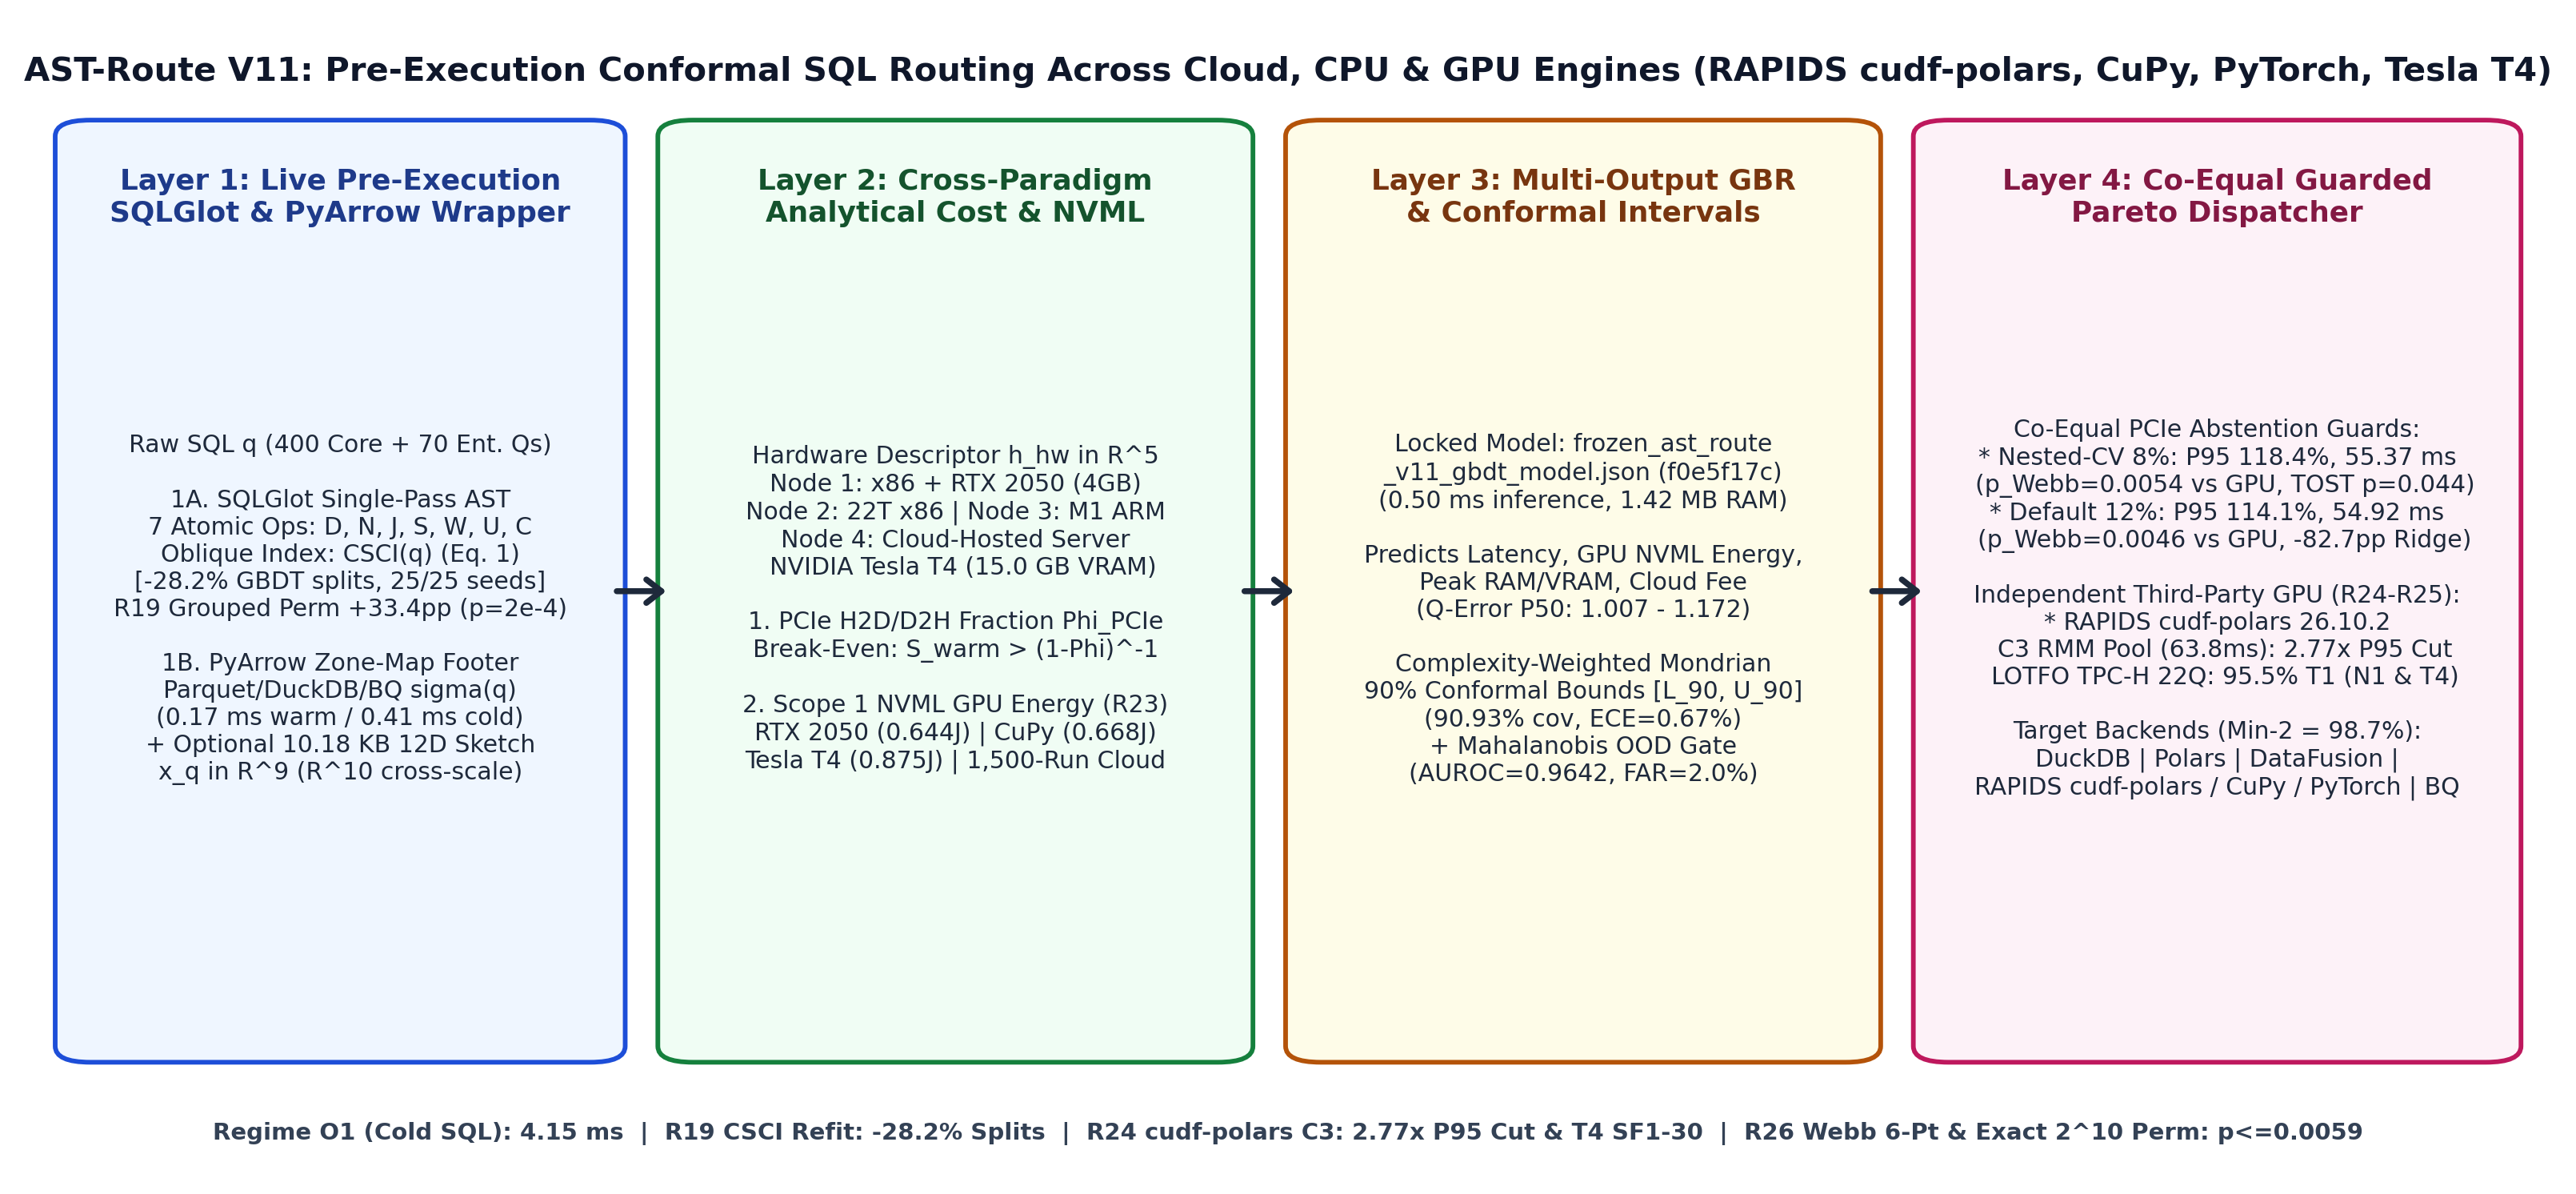 AST-Route V11: Pre-Execution Conformal SQL Routing Across Cloud, CPU & GPU Engines (RAPIDS cudf-polars, CuPy, PyTorch, Tesla T4)
Layer 1: Live Pre-Execution
SQLGlot & PyArrow Wrapper
Raw SQL q (400 Core + 70 Ent. Qs)
1A. SQLGlot Single-Pass AST
7 Atomic Ops: D, N, J, S, W, U, C
Oblique Index: CSCI(q) (Eq. 1)
[-28.2% GBDT splits, 25/25 seeds]
R19 Grouped Perm +33.4pp (p=2e-4)
1B. PyArrow Zone-Map Footer
Parquet/DuckDB/BQ sigma(q)
(0.17 ms warm / 0.41 ms cold)
+ Optional 10.18 KB 12D Sketch
x_q in R^9 (R^10 cross-scale)
Layer 2: Cross-Paradigm
Analytical Cost & NVML
Hardware Descriptor h_hw in R^5
Node 1: x86 + RTX 2050 (4GB)
Node 2: 22T x86 | Node 3: M1 ARM
Node 4: Cloud-Hosted Server
NVIDIA Tesla T4 (15.0 GB VRAM)
1. PCIe H2D/D2H Fraction Phi_PCIe
Break-Even: S_warm > (1-Phi)^-1
2. Scope 1 NVML GPU Energy (R23)
RTX 2050 (0.644J) | CuPy (0.668J)
Tesla T4 (0.875J) | 1,500-Run Cloud
Layer 3: Multi-Output GBR
& Conformal Intervals
Locked Model: frozen_ast_route
_v11_gbdt_model.json (f0e5f17c)
(0.50 ms inference, 1.42 MB RAM)
Predicts Latency, GPU NVML Energy,
Peak RAM/VRAM, Cloud Fee
(Q-Error P50: 1.007 - 1.172)
Complexity-Weighted Mondrian
90% Conformal Bounds [L_90, U_90]
(90.93% cov, ECE=0.67%)
+ Mahalanobis OOD Gate
(AUROC=0.9642, FAR=2.0%)
Layer 4: Co-Equal Guarded
Pareto Dispatcher
Co-Equal PCIe Abstention Guards:
* Nested-CV 8%: P95 118.4%, 55.37 ms
(p_Webb=0.0054 vs GPU, TOST p=0.044)
* Default 12%: P95 114.1%, 54.92 ms
(p_Webb=0.0046 vs GPU, -82.7pp Ridge)
Independent Third-Party GPU (R24-R25):
* RAPIDS cudf-polars 26.10.2
C3 RMM Pool (63.8ms): 2.77x P95 Cut
LOTFO TPC-H 22Q: 95.5% T1 (N1 & T4)
Target Backends (Min-2 = 98.7%):
DuckDB | Polars | DataFusion |
RAPIDS cudf-polars / CuPy / PyTorch | BQ
Regime O1 (Cold SQL): 4.15 ms | R19 CSCI Refit: -28.2% Splits | R24 cudf-polars C3: 2.77x P95 Cut & T4 SF1-30 | R26 Webb 6-Pt & Exact 2^10 Perm: p<=0.0059